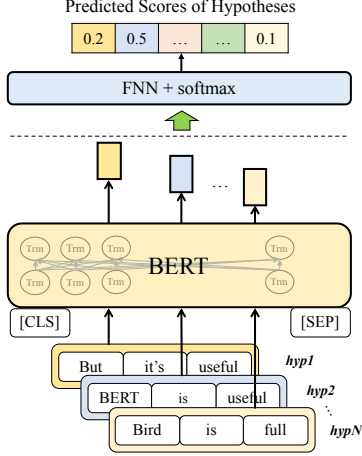 Predicted Scores of Hypotheses
0.2 0.5 ... ... 0.1
FNN + softmax
...
Trm Trm Trm Trm
BERT
Trm Trm Trm Trm
[CLS] [SEP]
But it's useful hyp1
BERT is useful hyp2
...
Bird is full hypN